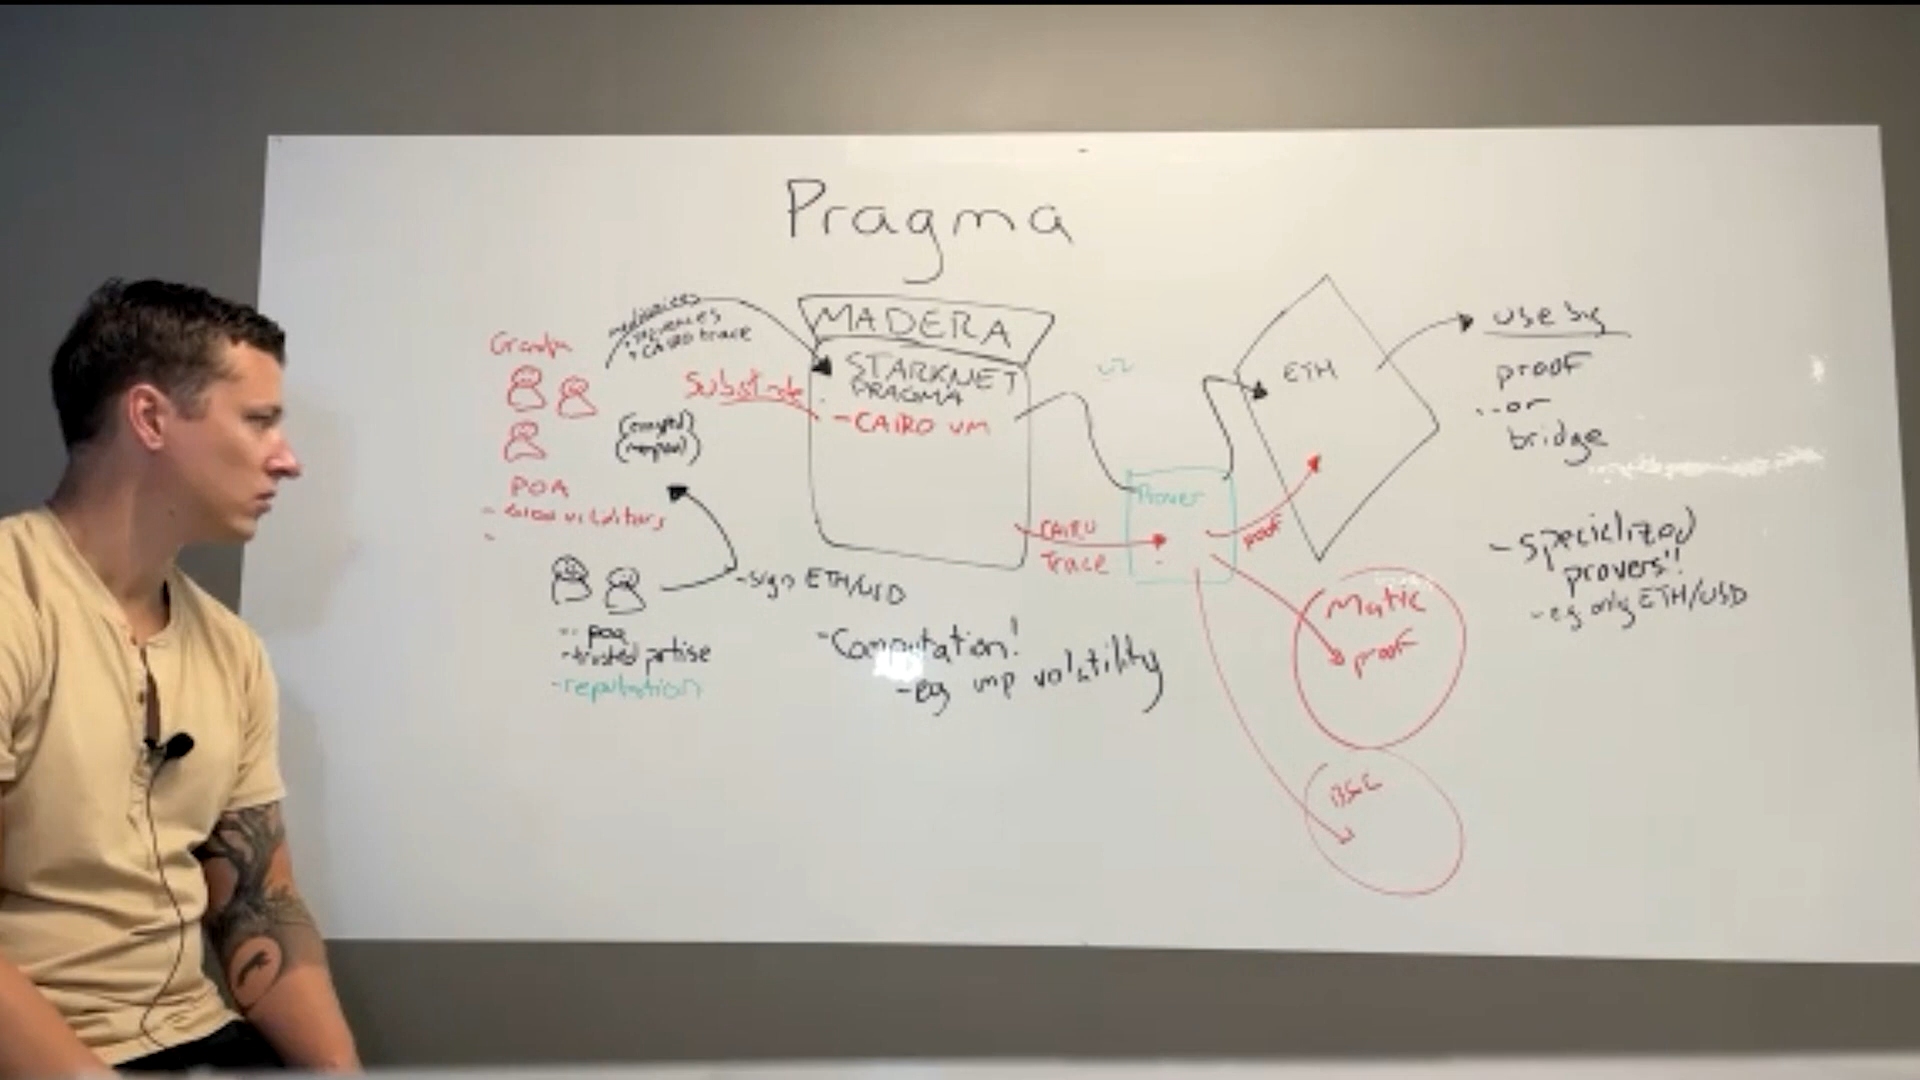 Pragma
MADERA
STARKNET
PRAGMA
- CAIRO VM
+ CAIRO trace
Substrate
Grandpa
POA
- sign ETH/USD
-- poa
- trusted
- reputation
- Computation!
- eg imp volatility
CAIRO
Trace
Prover
proof
ETH
use by
proof
--or
bridge
- specialized
provers!!
- eg only ETH/USD
Matic
proof
BSC